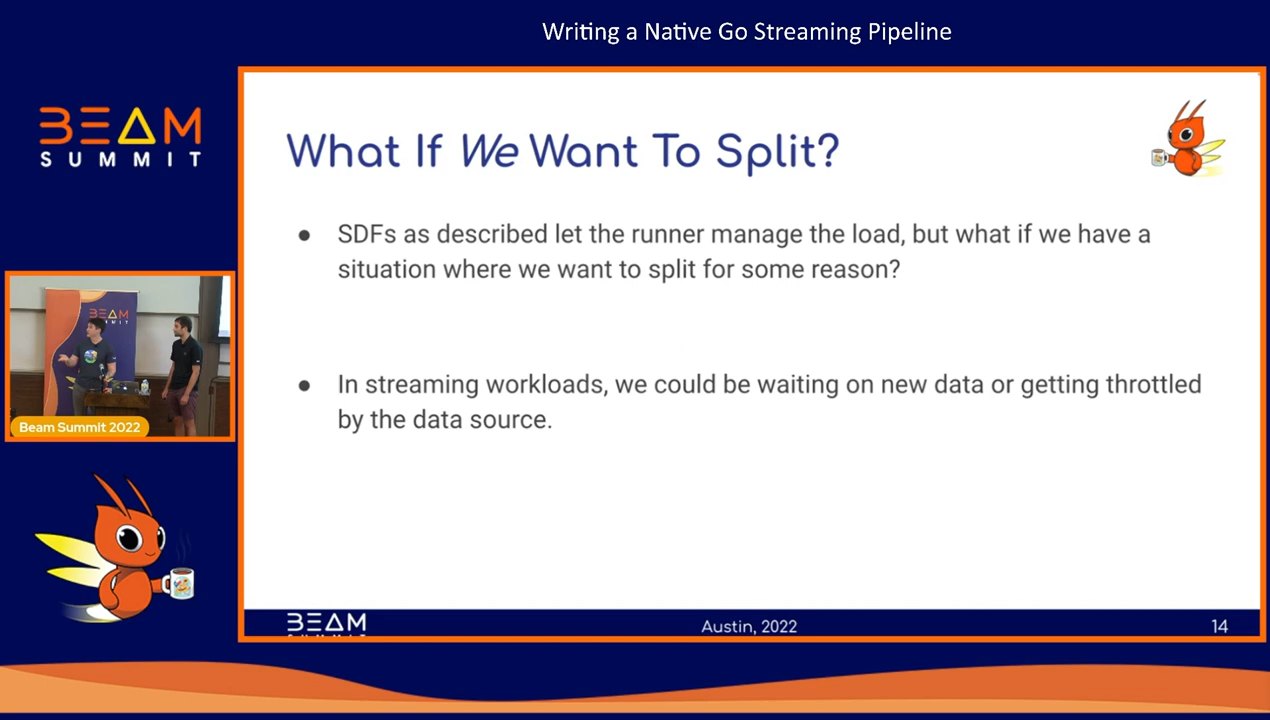 Writing a Native Go Streaming Pipeline
BEAM
SUMMIT
What If We Want To Split?
● SDFs as described let the runner manage the load, but what if we have a
situation where we want to split for some reason?
● In streaming workloads, we could be waiting on new data or getting throttled
by the data source.
BEAM
SUMMIT
Beam Summit 2022
BEAM
Austin, 2022
14